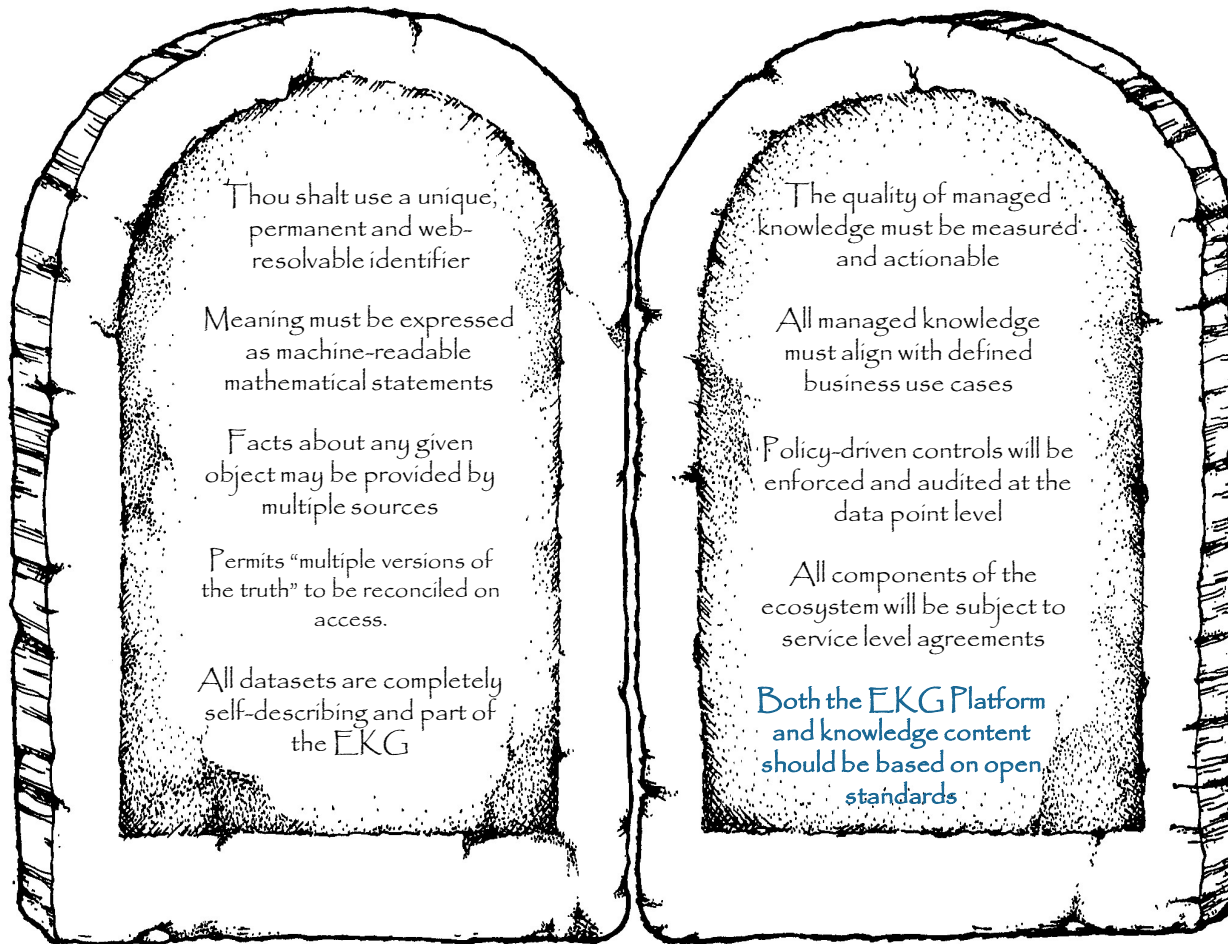 Thou shalt use a unique,
permanent and web-
resolvable identifier
Meaning must be expressed
as machine-readable
mathematical statements
Facts about any given
object may be provided by
multiple sources
Permits “multiple versions of
the truth” to be reconciled on
access.
All datasets are completely
self-describing and part of
the EKG
The quality of managed
knowledge must be measured
and actionable
All managed knowledge
must align with defined
business use cases
Policy-driven controls will be
enforced and audited at the
data point level
All components of the
ecosystem will be subject to
service level agreements
Both the EKG Platform
and knowledge content
should be based on open
standards